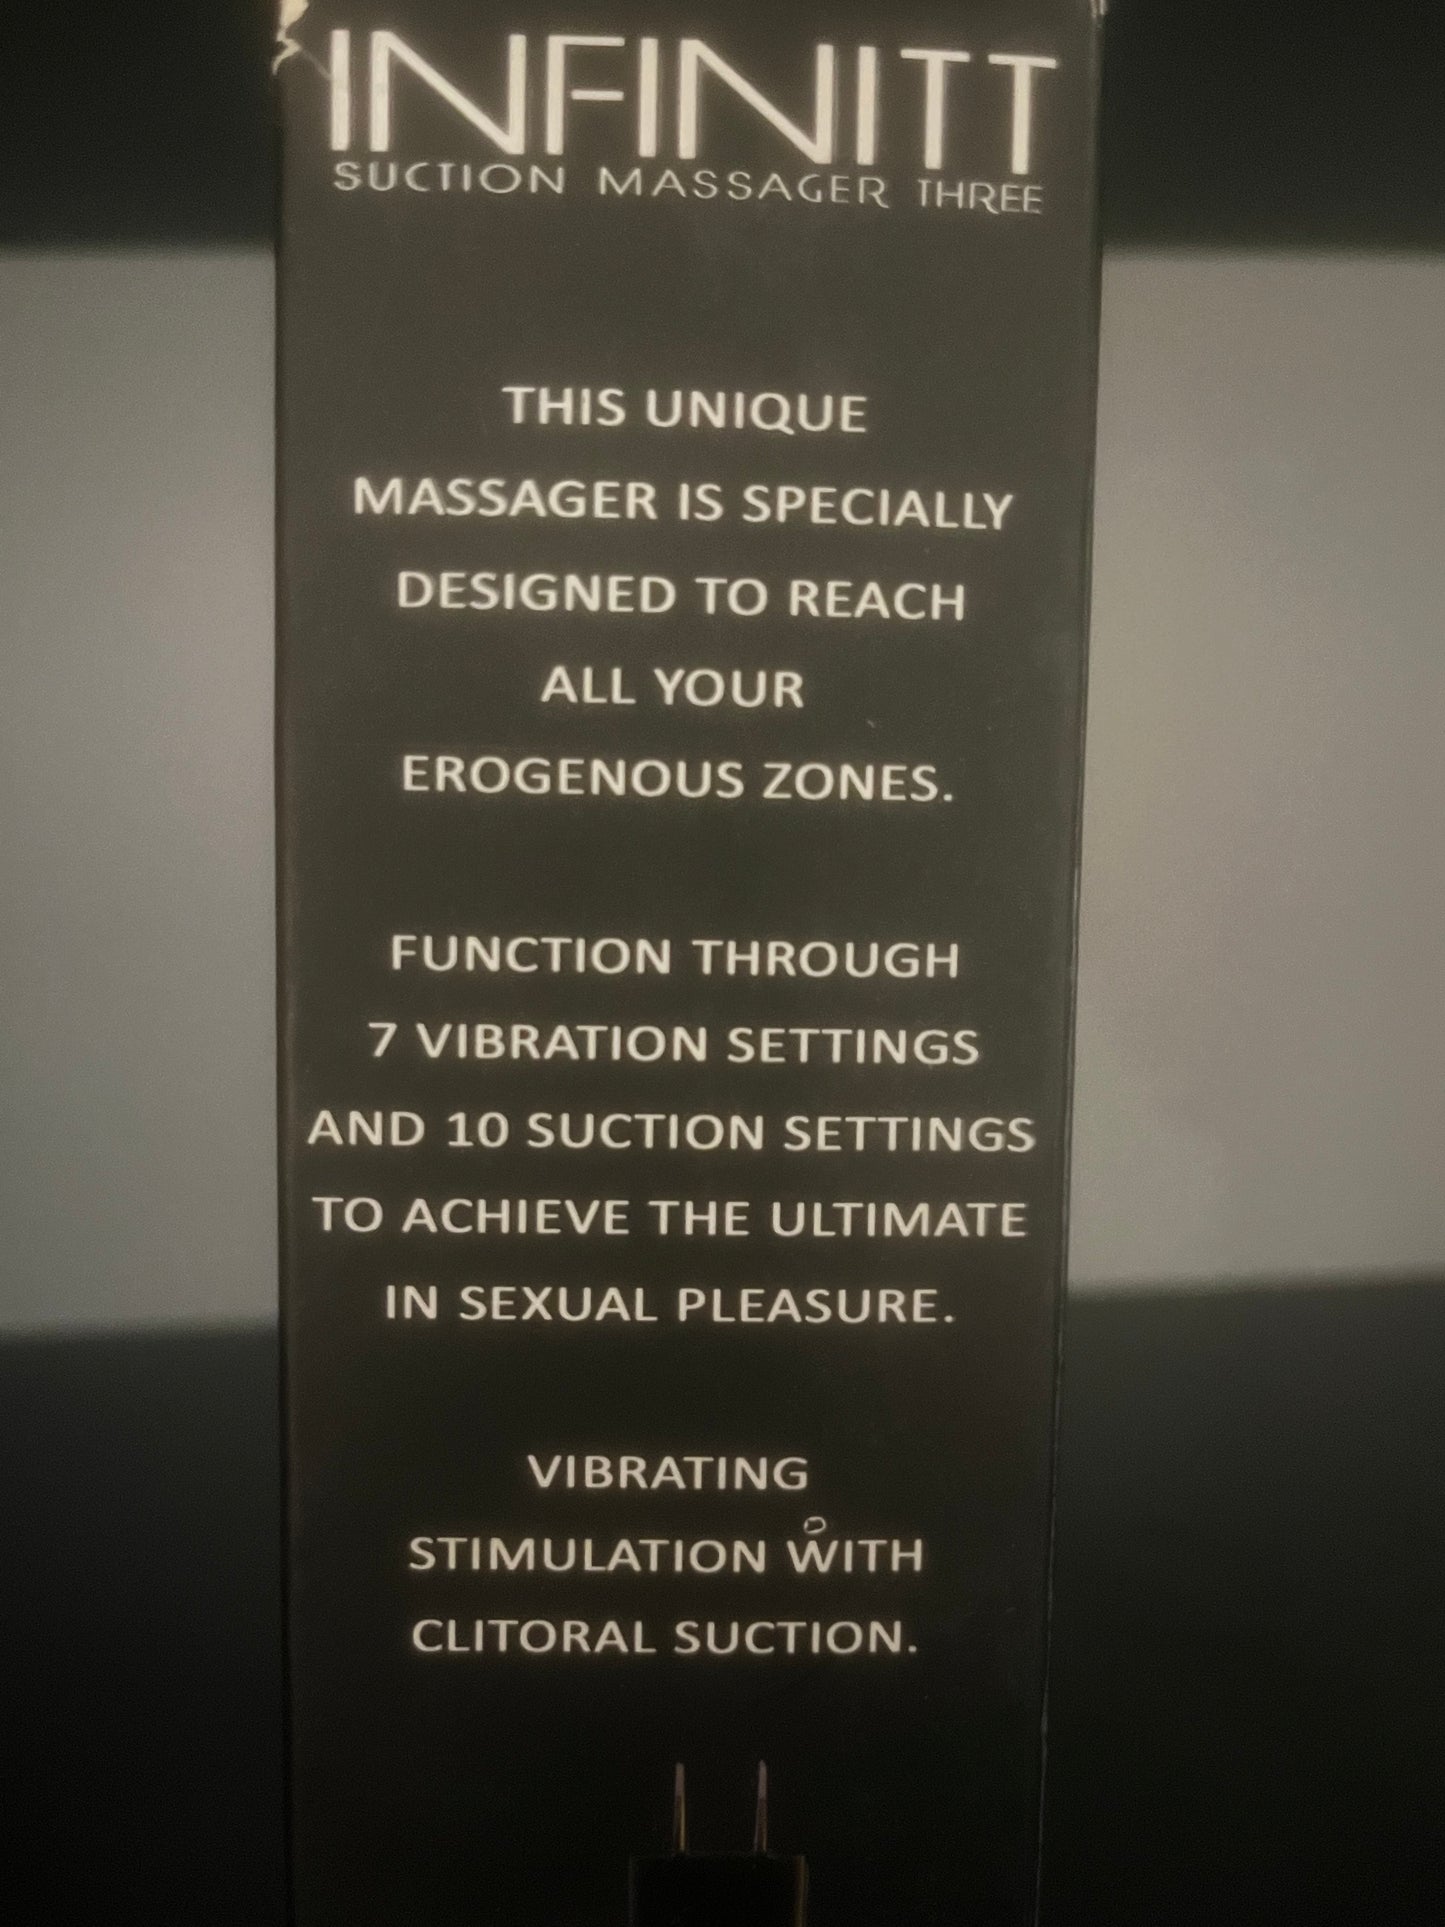 INFINITT
SUCTION MASSAGER THREE
THIS UNIQUE
MASSAGER IS SPECIALLY
DESIGNED TO REACH
ALL YOUR
EROGENOUS ZONES.
FUNCTION THROUGH
7 VIBRATION SETTINGS
AND 10 SUCTION SETTINGS
TO ACHIEVE THE ULTIMATE
IN SEXUAL PLEASURE.
VIBRATING
STIMULATION WITH
CLITORAL SUCTION.